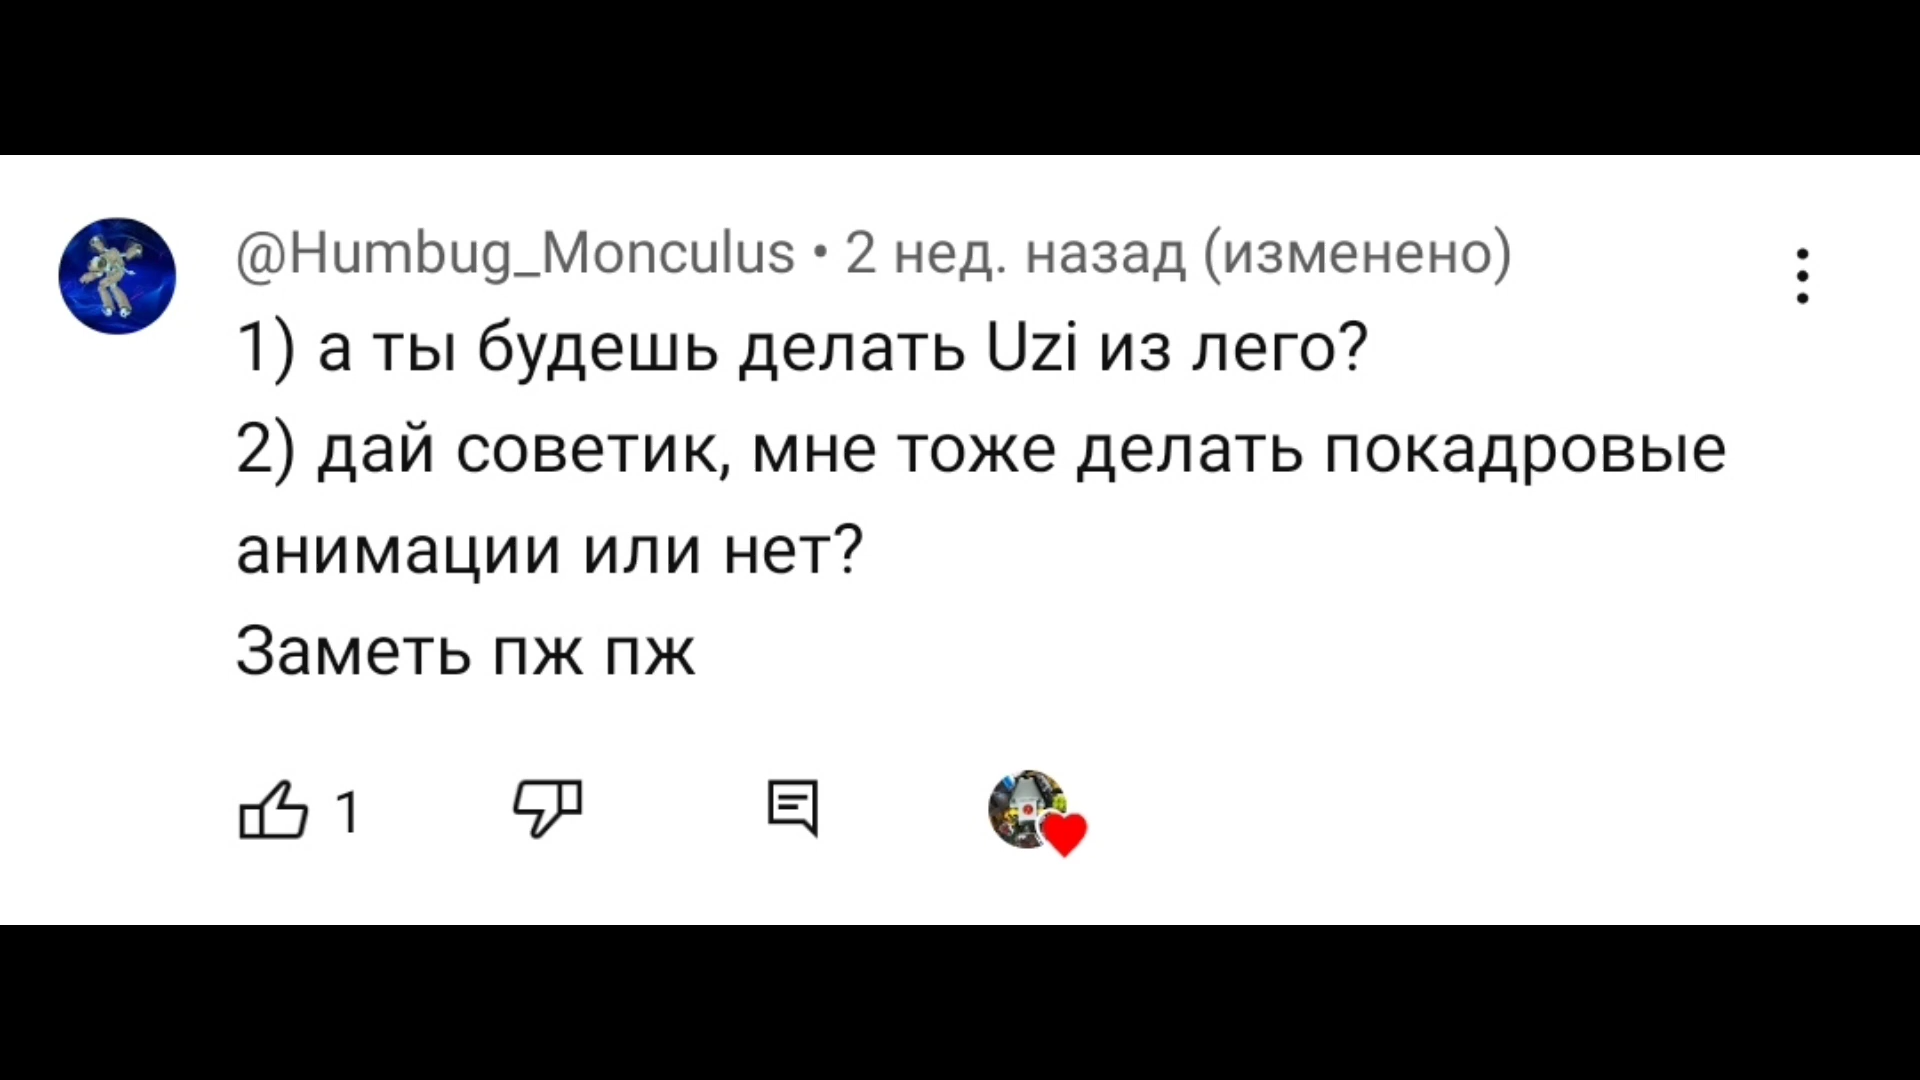 @Humbug_Monculus • 2 нед. назад (изменено)
1) а ты будешь делать Uzi из лего?
2) дай советик, мне тоже делать покадровые
анимации или нет?
Заметь пж пж
1